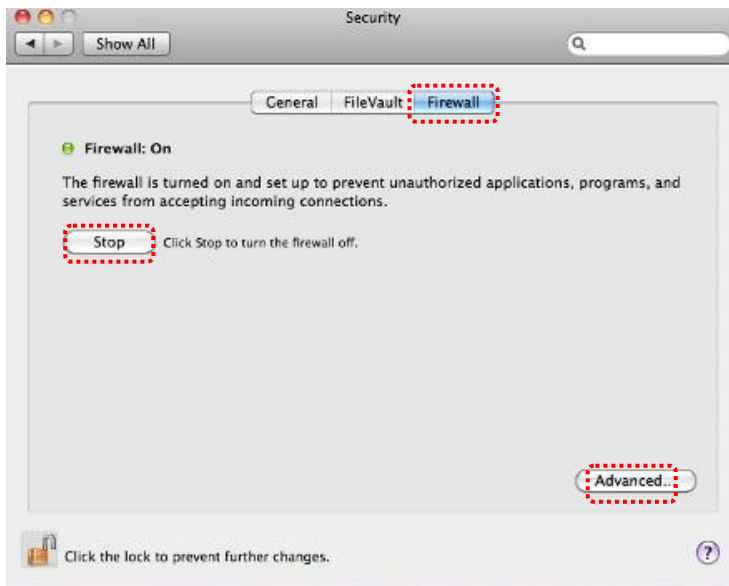 Security
Show All
General FileVault Firewall
Firewall: On
The firewall is turned on and set up to prevent unauthorized applications, programs, and
services from accepting incoming connections.
Stop Click Stop to turn the firewall off.
Advanced...
Click the lock to prevent further changes. ?